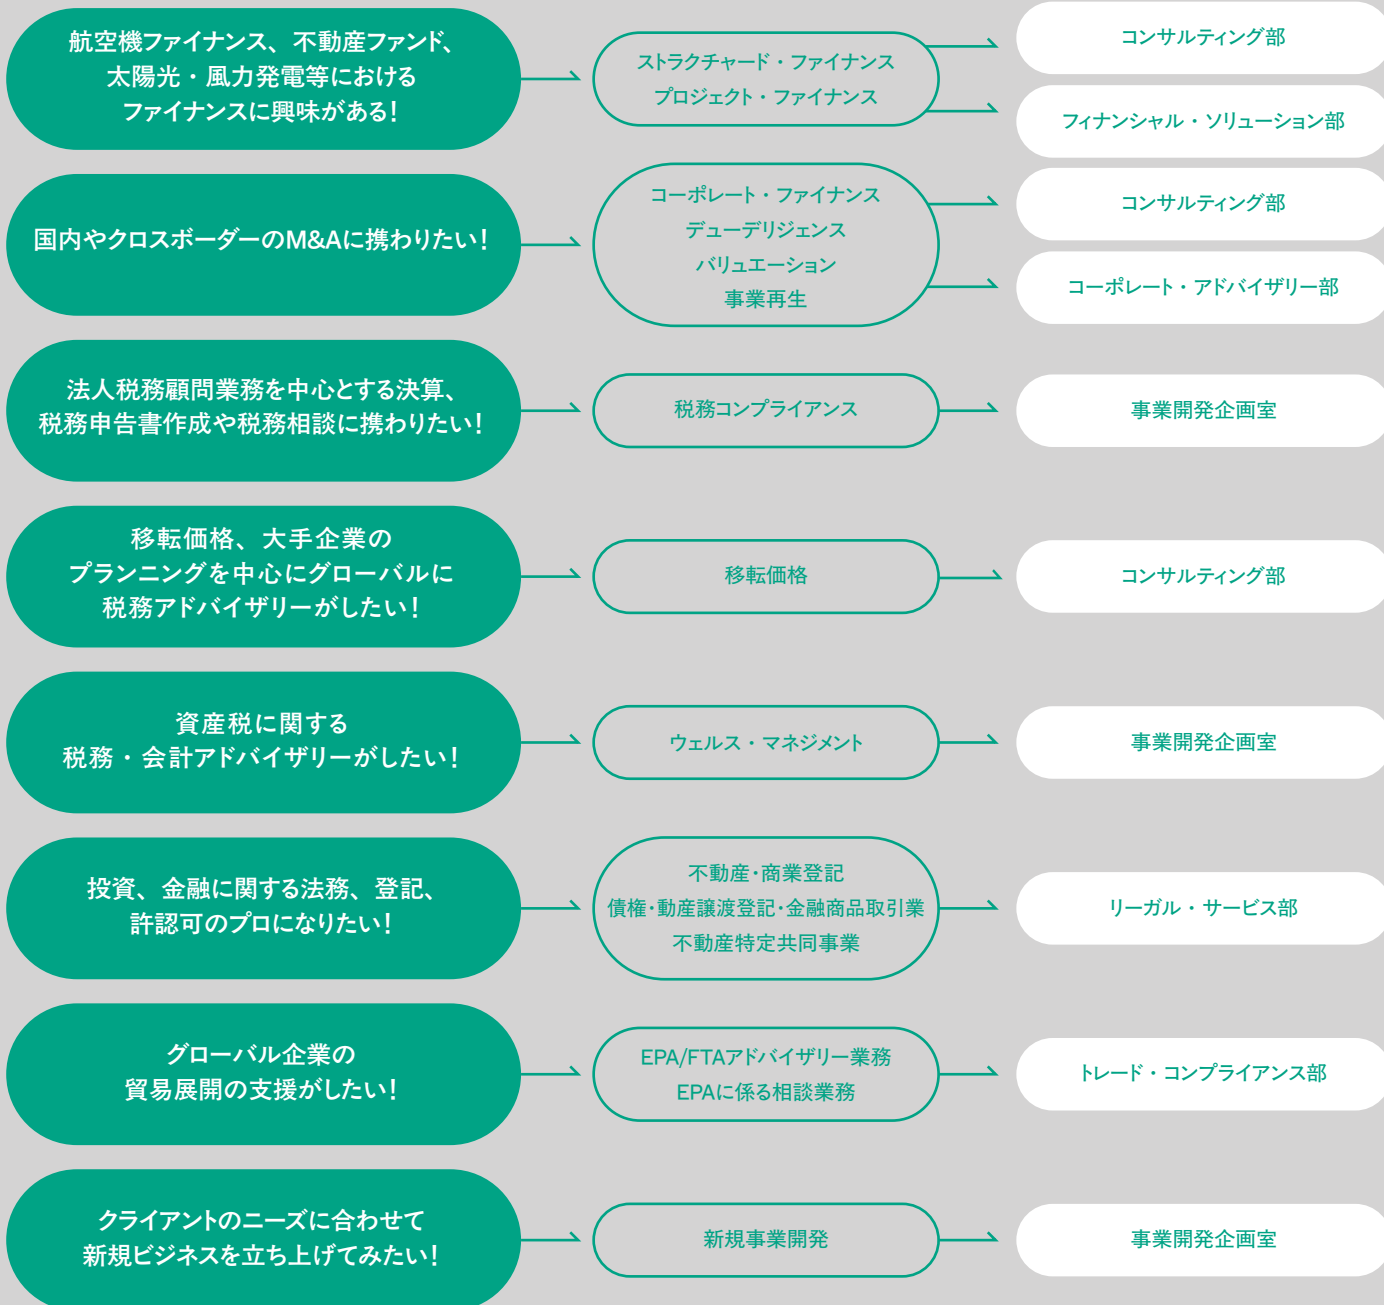 航空機ファイナンス、不動産ファンド、
太陽光・風力発電等における
ファイナンスに興味がある！
ストラクチャード・ファイナンス
プロジェクト・ファイナンス
コンサルティング部
フィナンシャル・ソリューション部
国内やクロスボーダーのM&Aに携わりたい！
コーポレート・ファイナンス
デューデリジェンス
バリュエーション
事業再生
コンサルティング部
コーポレート・アドバイザリー部
法人税務顧問業務を中心とする決算、
税務申告書作成や税務相談に携わりたい！
税務コンプライアンス
事業開発企画室
移転価格、大手企業の
プランニングを中心にグローバルに
税務アドバイザリーがしたい！
移転価格
コンサルティング部
資産税に関する
税務・会計アドバイザリーがしたい！
ウェルス・マネジメント
事業開発企画室
投資、金融に関する法務、登記、
許認可のプロになりたい！
不動産・商業登記
債権・動産譲渡登記・金融商品取引業
不動産特定共同事業
リーガル・サービス部
グローバル企業の
貿易展開の支援がしたい！
EPA/FTAアドバイザリー業務
EPAに係る相談業務
トレード・コンプライアンス部
クライアントのニーズに合わせて
新規ビジネスを立ち上げてみたい！
新規事業開発
事業開発企画室